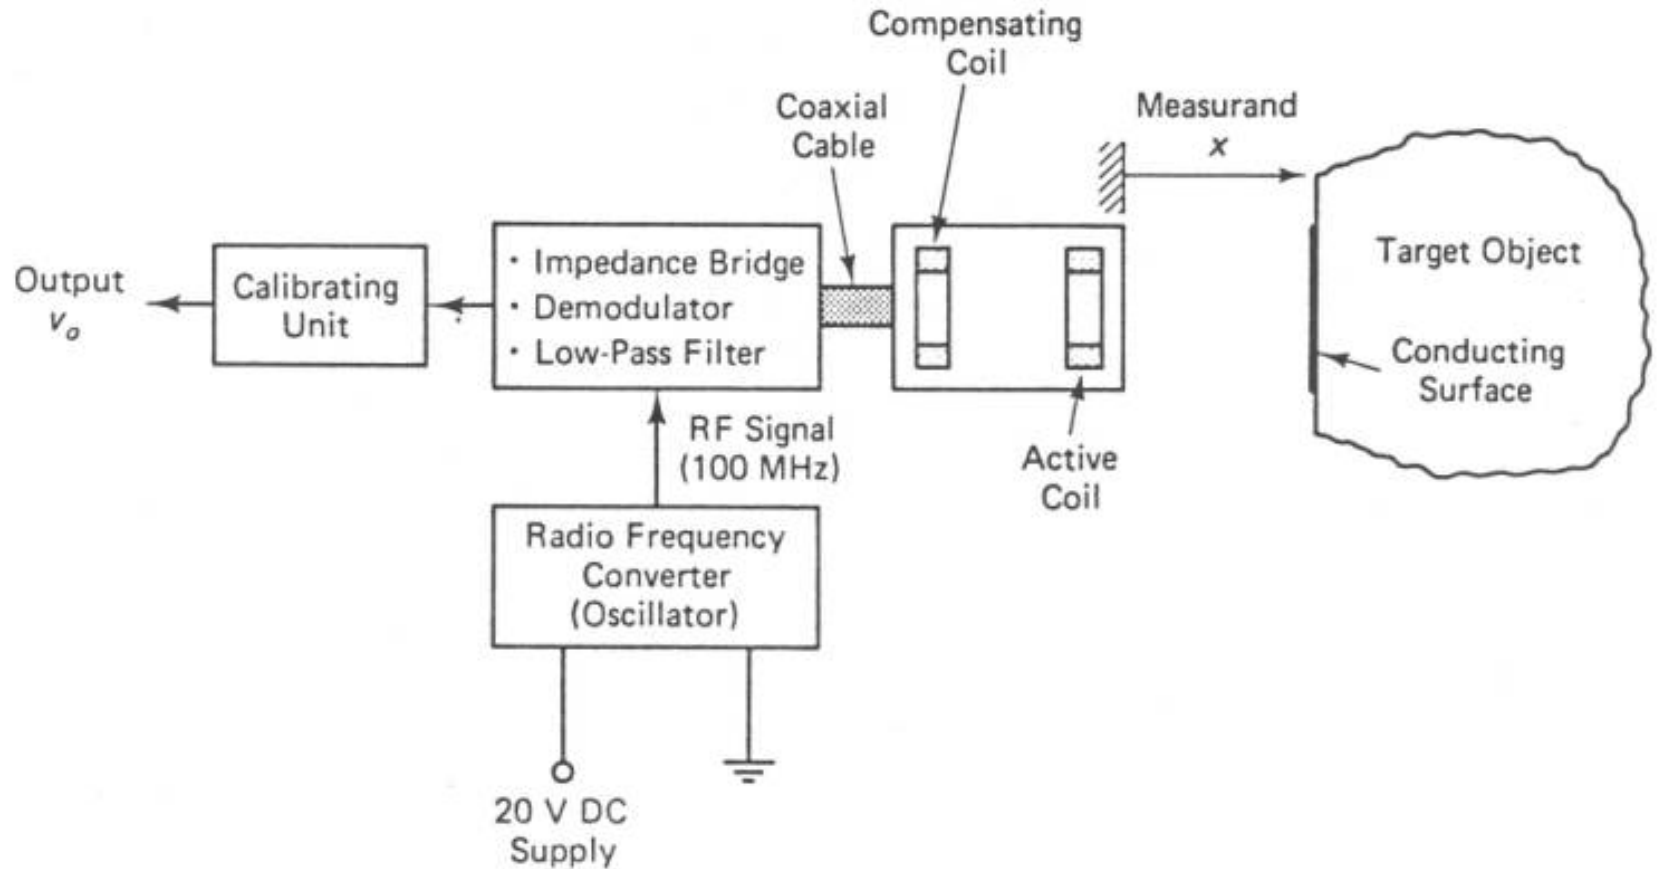 Compensating
Coil
Coaxial
Cable
Measurand
x
Output
vo
Calibrating
Unit
· Impedance Bridge
· Demodulator
· Low-Pass Filter
Target Object
Conducting
Surface
RF Signal
(100 MHz)
Active
Coil
Radio Frequency
Converter
(Oscillator)
20 V DC
Supply